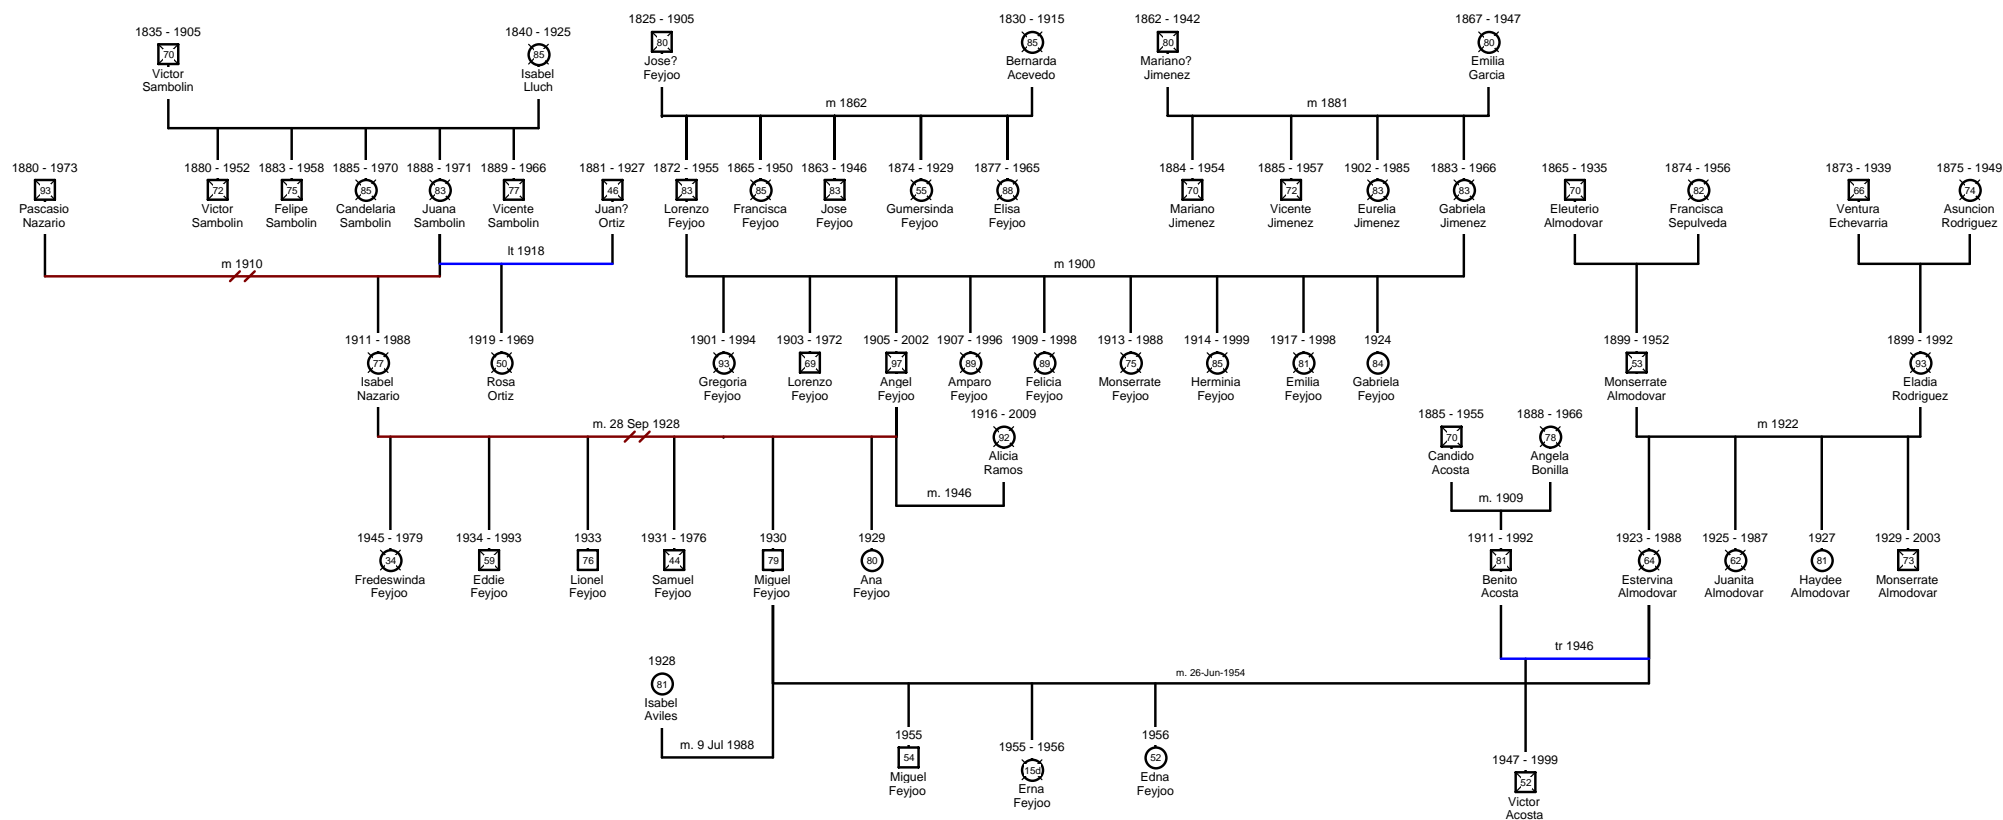 1825 - 1905
80
Jose?
Feyjoo
1830 - 1915
85
Bernarda
Acevedo
1862 - 1942
80
Mariano?
Jimenez
1867 - 1947
80
Emilia
Garcia
1835 - 1905
70
Victor
Sambolin
1840 - 1925
85
Isabel
Lluch
m 1862
m 1881
1880 - 1973
93
Pascasio
Nazario
1880 - 1952
72
Victor
Sambolin
1883 - 1958
75
Felipe
Sambolin
1885 - 1970
85
Candelaria
Sambolin
1888 - 1971
83
Juana
Sambolin
1889 - 1966
77
Vicente
Sambolin
1881 - 1927
46
Juan?
Ortiz
1872 - 1955
83
Lorenzo
Feyjoo
1865 - 1950
85
Francisca
Feyjoo
1863 - 1946
83
Jose
Feyjoo
1874 - 1929
55
Gumersinda
Feyjoo
1877 - 1965
88
Elisa
Feyjoo
1884 - 1954
70
Mariano
Jimenez
1885 - 1957
72
Vicente
Jimenez
1902 - 1985
83
Eurelia
Jimenez
1883 - 1966
83
Gabriela
Jimenez
1865 - 1935
70
Eleuterio
Almodovar
1874 - 1956
82
Francisca
Sepulveda
1873 - 1939
66
Ventura
Echevarria
1875 - 1949
74
Asuncion
Rodriguez
lt 1918
m 1910
m 1900
1911 - 1988
77
Isabel
Nazario
1919 - 1969
50
Rosa
Ortiz
1901 - 1994
93
Gregoria
Feyjoo
1903 - 1972
69
Lorenzo
Feyjoo
1905 - 2002
97
Angel
Feyjoo
1907 - 1996
89
Amparo
Feyjoo
1909 - 1998
89
Felicia
Feyjoo
1913 - 1988
75
Monserrate
Feyjoo
1914 - 1999
85
Herminia
Feyjoo
1917 - 1998
81
Emilia
Feyjoo
1924
84
Gabriela
Feyjoo
1899 - 1952
53
Monserrate
Almodovar
1899 - 1992
93
Eladia
Rodriguez
1916 - 2009
92
Alicia
Ramos
1885 - 1955
70
Candido
Acosta
1888 - 1966
78
Angela
Bonilla
m. 28 Sep 1928
m 1922
m. 1946
m. 1909
1945 - 1979
34
Fredeswinda
Feyjoo
1934 - 1993
59
Eddie
Feyjoo
1933
76
Lionel
Feyjoo
1931 - 1976
44
Samuel
Feyjoo
1930
79
Miguel
Feyjoo
1929
80
Ana
Feyjoo
1911 - 1992
81
Benito
Acosta
1923 - 1988
64
Estervina
Almodovar
1925 - 1987
62
Juanita
Almodovar
1927
81
Haydee
Almodovar
1929 - 2003
73
Monserrate
Almodovar
tr 1946
m. 26-Jun-1954
1928
81
Isabel
Aviles
m. 9 Jul 1988
1955
54
Miguel
Feyjoo
1955 - 1956
15d
Erna
Feyjoo
1956
52
Edna
Feyjoo
1947 - 1999
52
Victor
Acosta